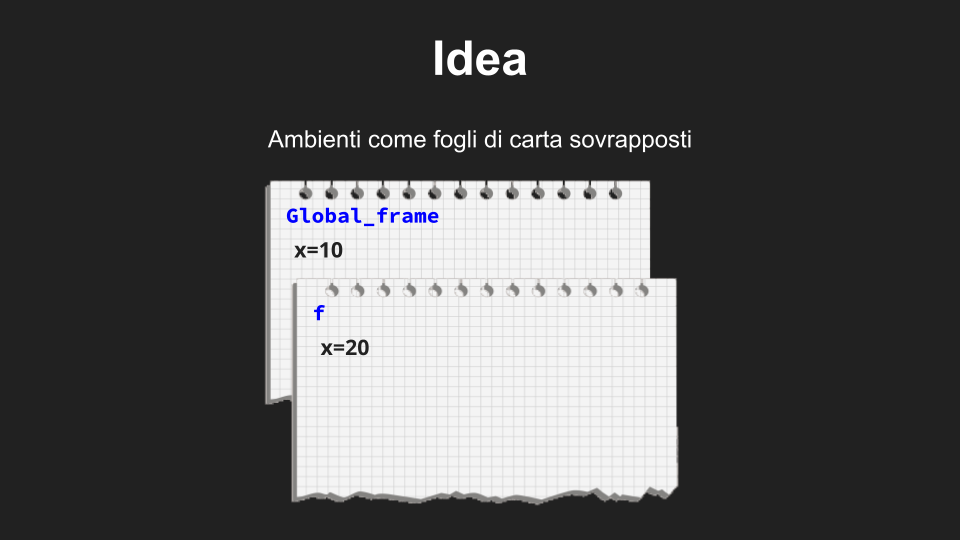 Idea
Ambienti come fogli di carta sovrapposti
Global_frame
x=10
f
x=20